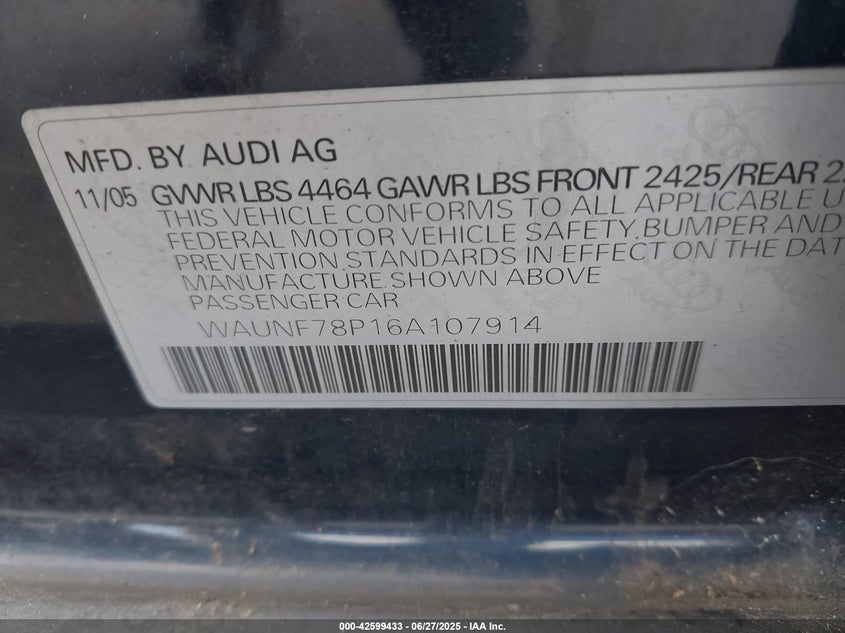 MFD. BY AUDI AG
11/05 GVWR LBS 4464 GAWR LBS FRONT 2425/REAR
THIS VEHICLE CONFORMS TO ALL APPLICABLE
FEDERAL MOTOR VEHICLE SAFETY, BUMPER AND
PREVENTION STANDARDS IN EFFECT ON THE
MANUFACTURE SHOWN ABOVE
PASSENGER CAR
WAUNF78P16A107914
000-42599433 - 06/27/2025 - IAA Inc.